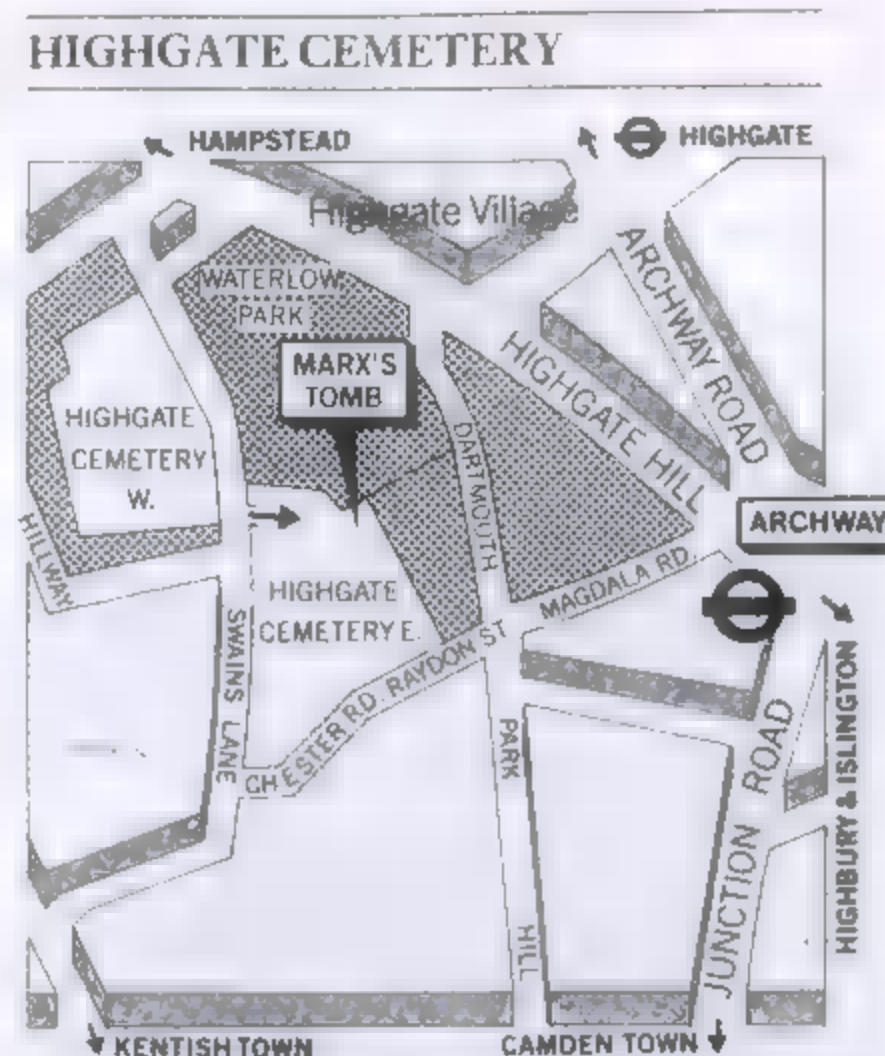 HIGHGATE CEMETERY
HAMPSTEAD
HIGHGATE
Highgate Village
WATERLOW
PARK
ARCHWAY ROAD
MARX'S
TOMB
HIGHGATE HILL
HIGHGATE
CEMETERY
W.
DARTMOUTH
ARCHWAY
HILLWAY
MAGDALA RD.
HIGHGATE
CEMETERY E.
SWAINS LANE
CHESTER RD. RAYDON ST
PARK
HILL
JUNCTION ROAD
HIGHBURY & ISLINGTON
KENTISH TOWN
CAMDEN TOWN